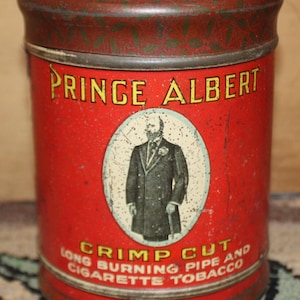 PRINCE ALBERT
CRIMP CUT
LONG BURNING PIPE AND
CIGARETTE TOBACCO